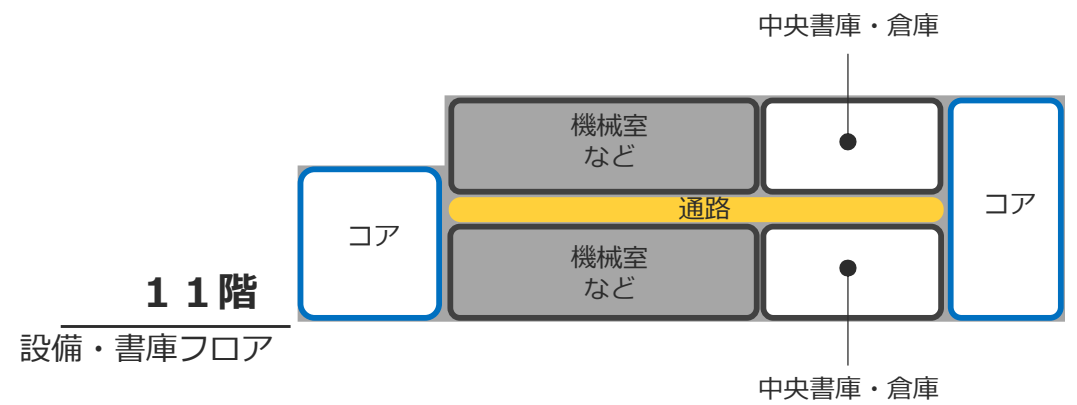 中央書庫・倉庫
機械室
など
通路
コア
コア
機械室
など
１１階
設備・書庫フロア
中央書庫・倉庫